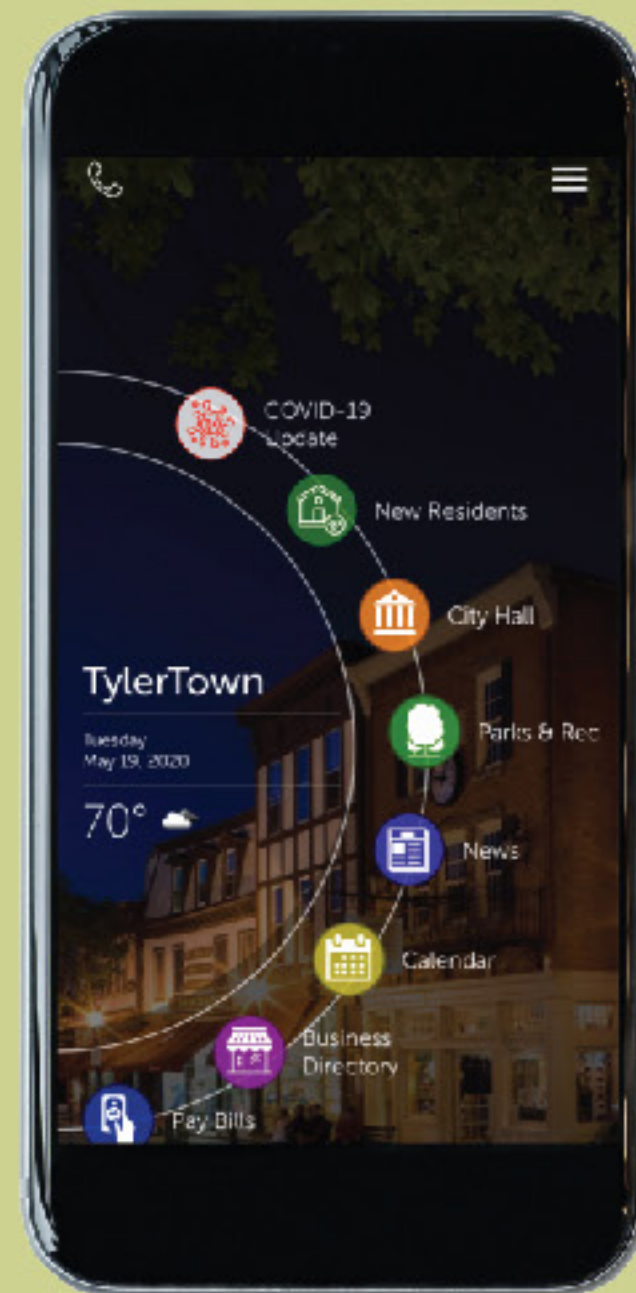 COVID-19
Update
New Residents
City Hall
TylerTown
Parks & Rec
Tuesday
May 19, 2020
70°
News
Calendar
Business
Directory
Pay Bills